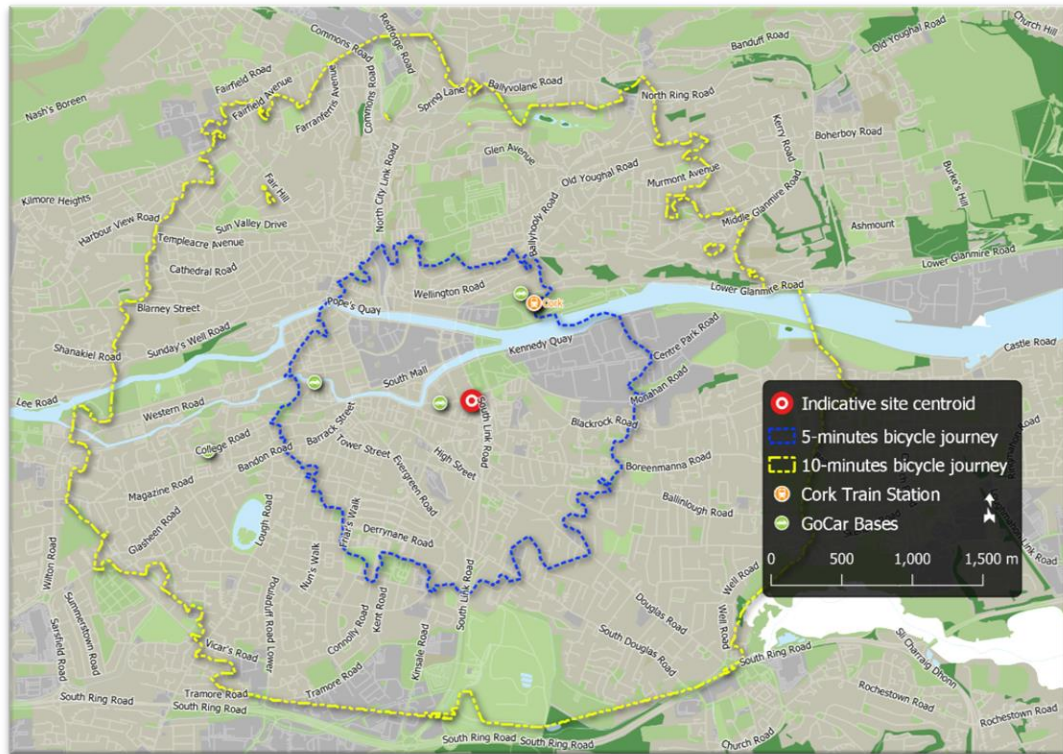 Church Hill
Redforge Road
Commons Road
Old Youghal Road
Banduff Road
Fairfield Road
Ballyvolane Road
Nash's Boreen
Fairfield Avenue
Farranferris Avenue
Commons Road
Spring Lane
North Ring Road
Kerry Road
Boherboy Road
Glen Avenue
North City Link Road
Old Youghal Road
Fair Hill
Murmont Avenue
Burke's Hill
Kilmore Heights
Harbour View Road
Sun Valley Drive
Middle Glanmire Road
Ashmount
Templeacre Avenue
Ballyhooly Road
Cathedral Road
Lower Glanmire Road
Wellington Road
Lower Glanmire Road
Blarney Street
Pope's Quay
Cork
Sunday's Well Road
Kennedy Quay
Shanakiel Road
Centre Park Road
Castle Road
South Mall
Monahan Road
Lee Road
Western Road
South Link Road
Blackrock Road
College Road
Barrack Street
Tower Street
Bandon Road
High Street
Evergreen Road
Boreenmanna Road
Magazine Road
Ballinlough Road
Lough Road
Friar's Walk
Derrynane Road
Glasheen Road
Wilton Road
Nun's Walk
South Link Road
Well Road
Summerstown Road
Sarsfield Road
Pouladuff Road Lower
Connolly Road
Kent Road
Douglas Road
Well Road
Vicar's Road
Kinsale Road
South Douglas Road
South Ring Road
Tramore Road
Tramore Road
South Ring Road
South Ring Road
South Ring Road
South Ring Road
Church Road
Rochestown Road
Rochestown Road
Indicative site centroid
5-minutes bicycle journey
10-minutes bicycle journey
Cork Train Station
GoCar Bases
0 500 1,000 1,500 m